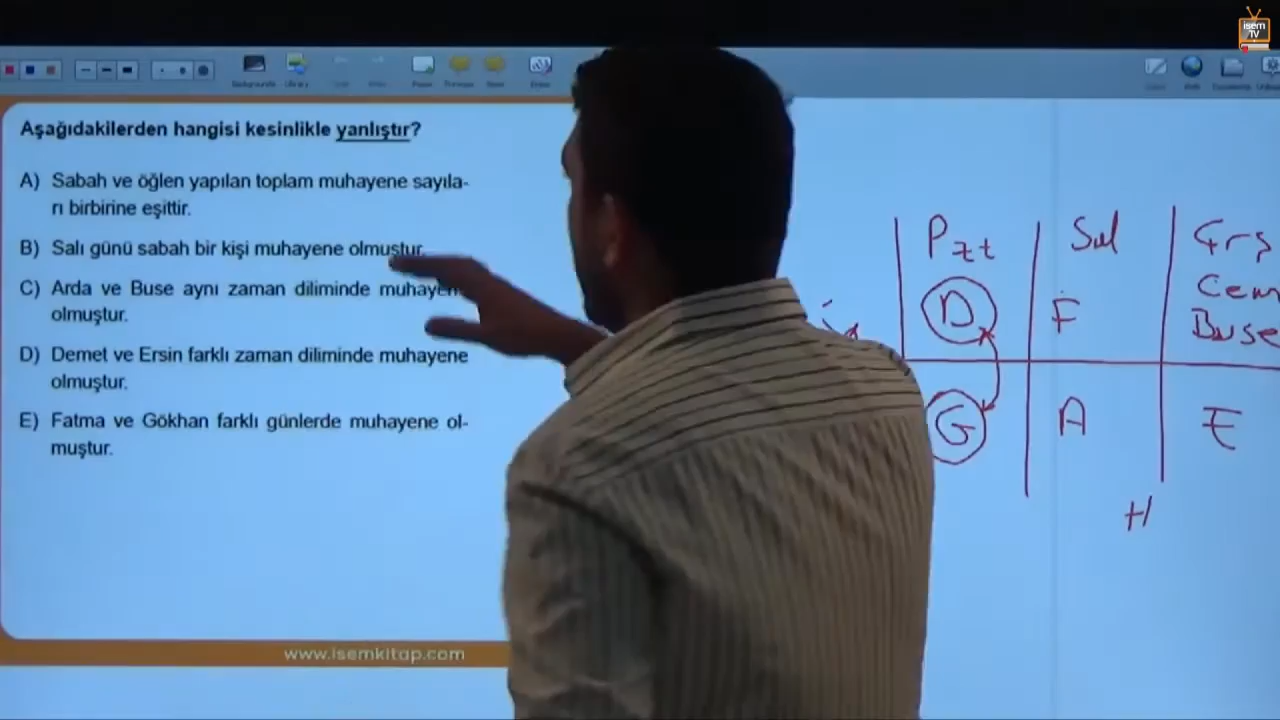 isem
TV
Aşağıdakilerden hangisi kesinlikle yanlıştır?
A) Sabah ve öğlen yapılan toplam muhayene sayıla-
rı birbirine eşittir.
B) Salı günü sabah bir kişi muhayene olmuştur.
C) Arda ve Buse aynı zaman diliminde muhayen
olmuştur.
D) Demet ve Ersin farklı zaman diliminde muhayene
olmuştur.
E) Fatma ve Gökhan farklı günlerde muhayene ol-
muştur.
www.isemkitap.com
Pzt Sal Çrş
Cem
D F Buse
G A E
H